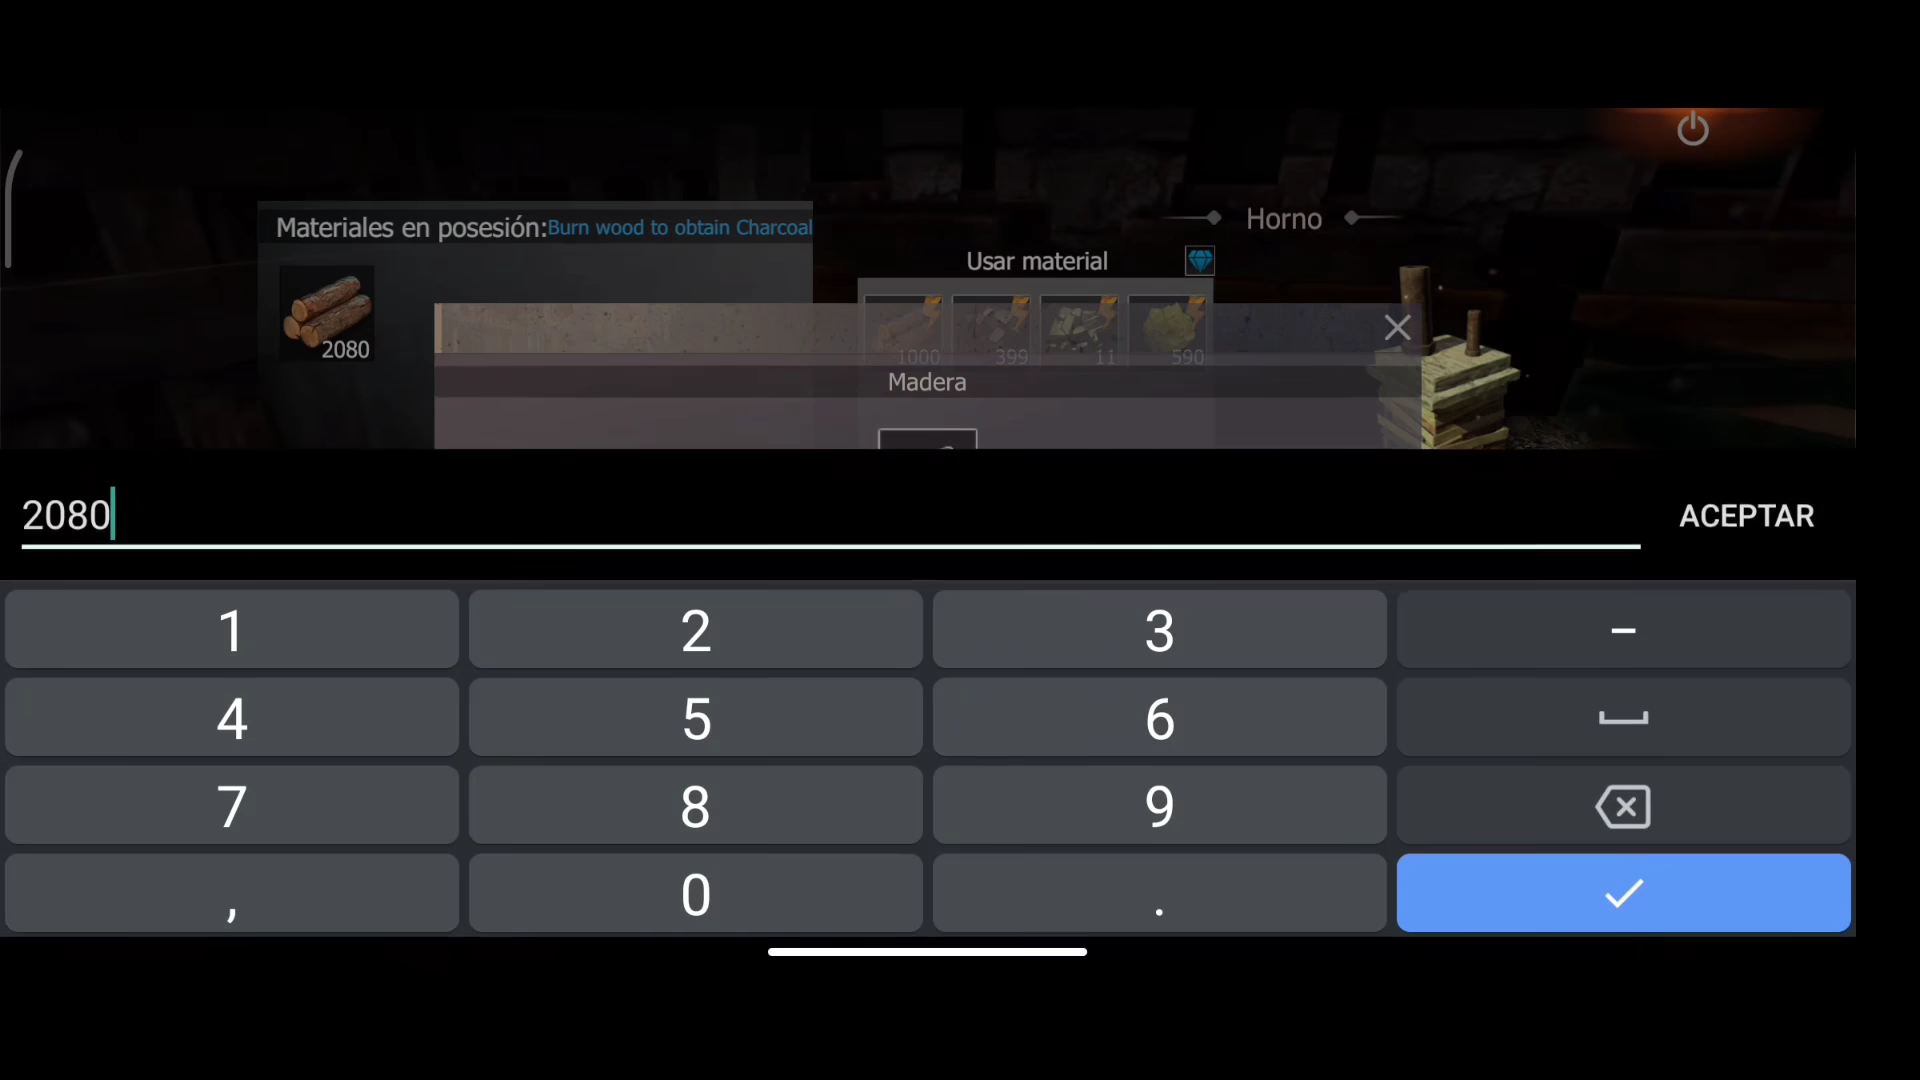 Materiales en posesión:Burn wood to obtain Charcoal
Horno
Usar material
2080
1000 399 11 590
Madera
2080 ACEPTAR
1 2 3 –
4 5 6
7 8 9
, 0 .